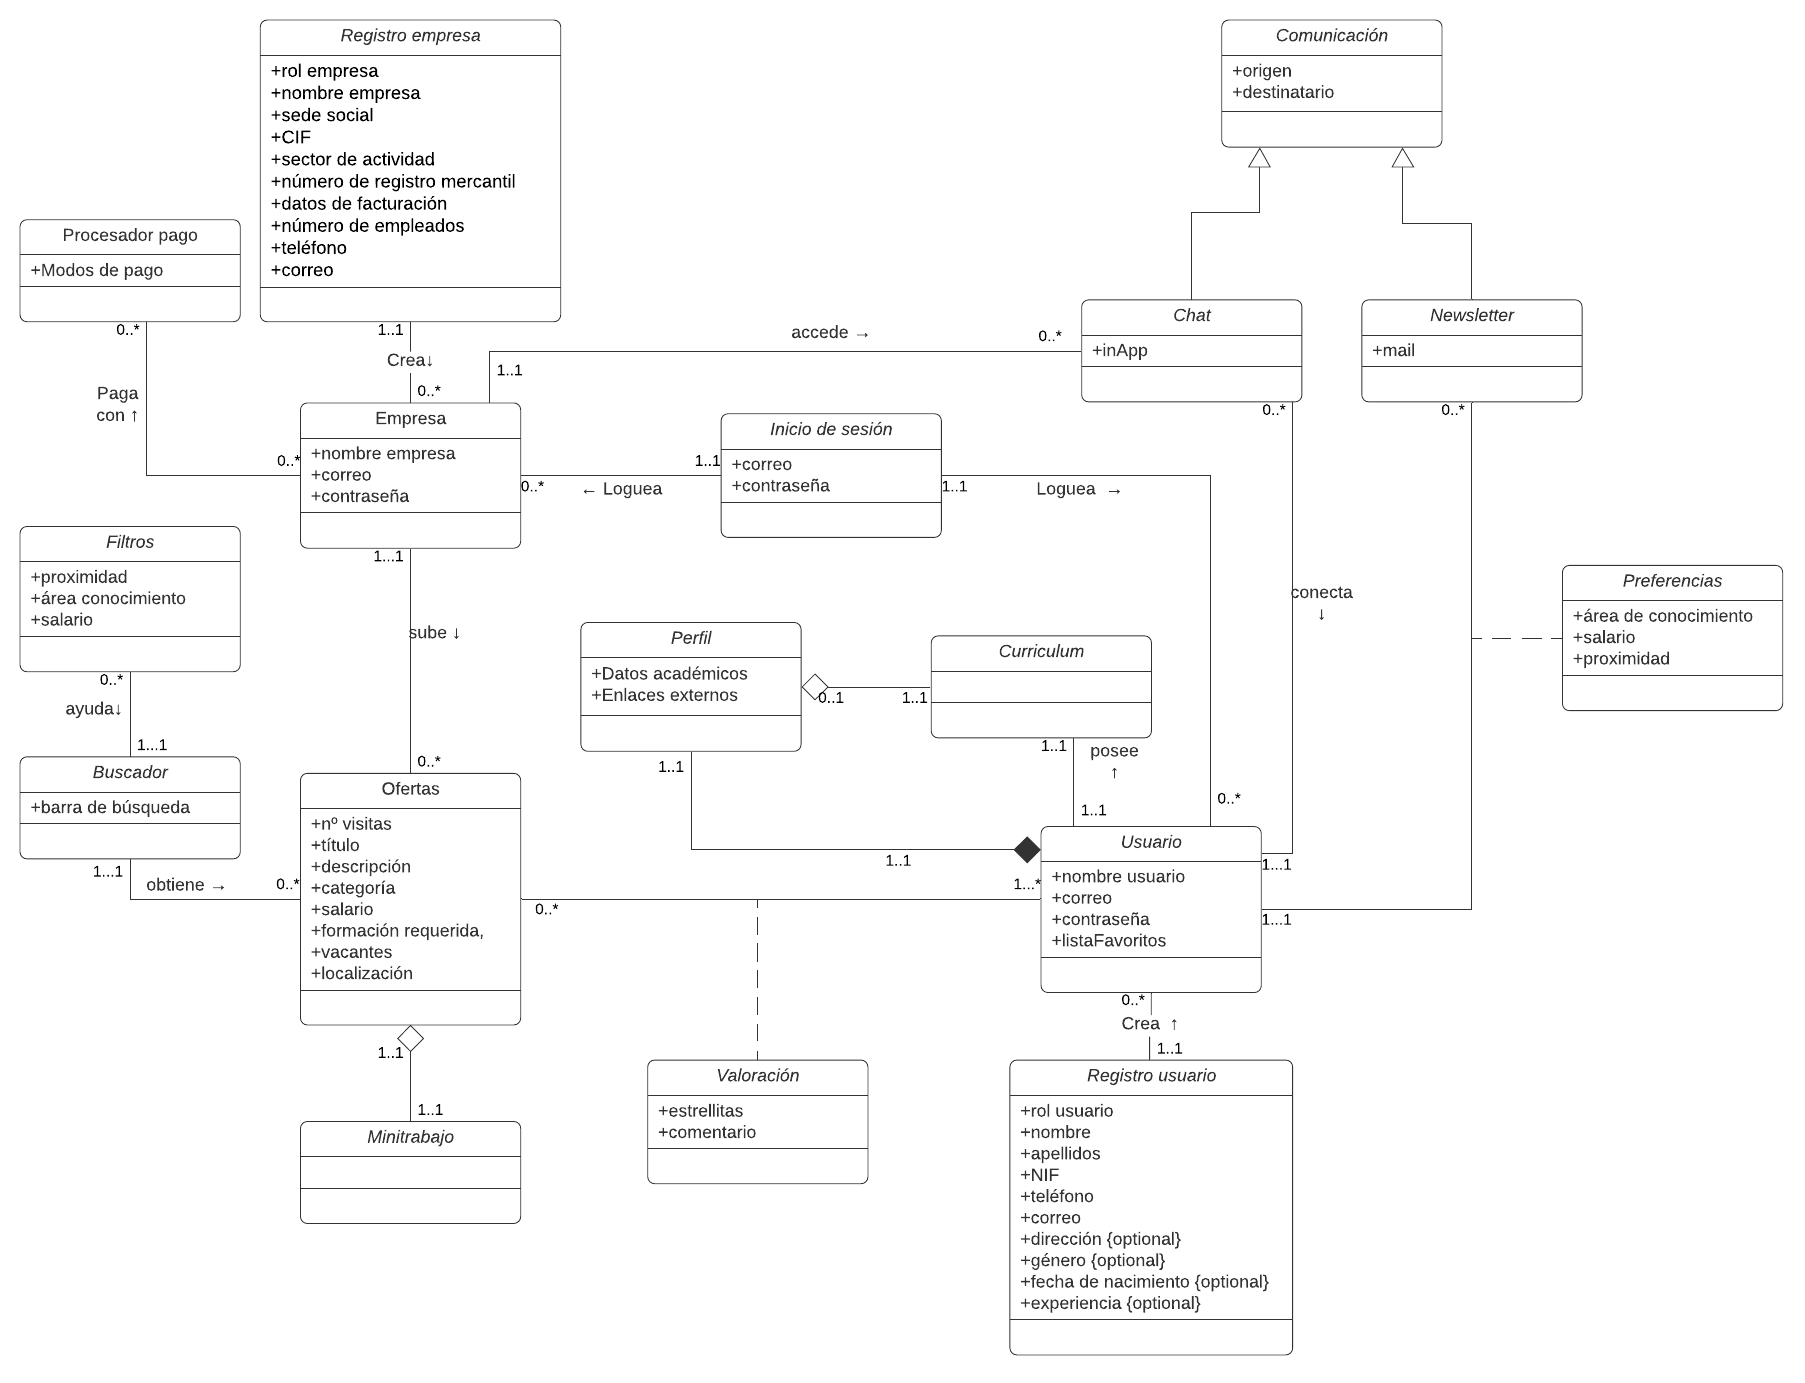 Registro empresa
+rol empresa
+nombre empresa
+sede social
+CIF
+sector de actividad
+número de registro mercantil
+datos de facturación
+número de empleados
+teléfono
+correo
Comunicación
+origen
+destinatario
Procesador pago
+Modos de pago
0..*
1..1
Crea↓
0..*
accede →
1..1
0..*
Chat
+inApp
Newsletter
+mail
Paga
con ↑
0..*
Empresa
+nombre empresa
+correo
+contraseña
0..*
← Loguea
1..1
Inicio de sesión
+correo
+contraseña
1..1
Loguea →
0..*
0..*
Filtros
+proximidad
+área conocimiento
+salario
1...1
sube ↓
conecta
↓
Preferencias
+área de conocimiento
+salario
+proximidad
Perfil
+Datos académicos
+Enlaces externos
0..1
1..1
Curriculum
0..*
ayuda↓
1...1
1..1
1..1
posee
↑
0..*
Buscador
+barra de búsqueda
0..*
Ofertas
+nº visitas
+título
+descripción
+categoría
+salario
+formación requerida,
+vacantes
+localización
1..1
0..*
1..1
Usuario
+nombre usuario
+correo
+contraseña
+listaFavoritos
1...1
1...1
1...1
obtiene →
0..*
0..*
1...*
0..*
Crea ↑
1..1
1..1
1..1
Minitrabajo
Valoración
+estrellitas
+comentario
Registro usuario
+rol usuario
+nombre
+apellidos
+NIF
+teléfono
+correo
+dirección {optional}
+género {optional}
+fecha de nacimiento {optional}
+experiencia {optional}